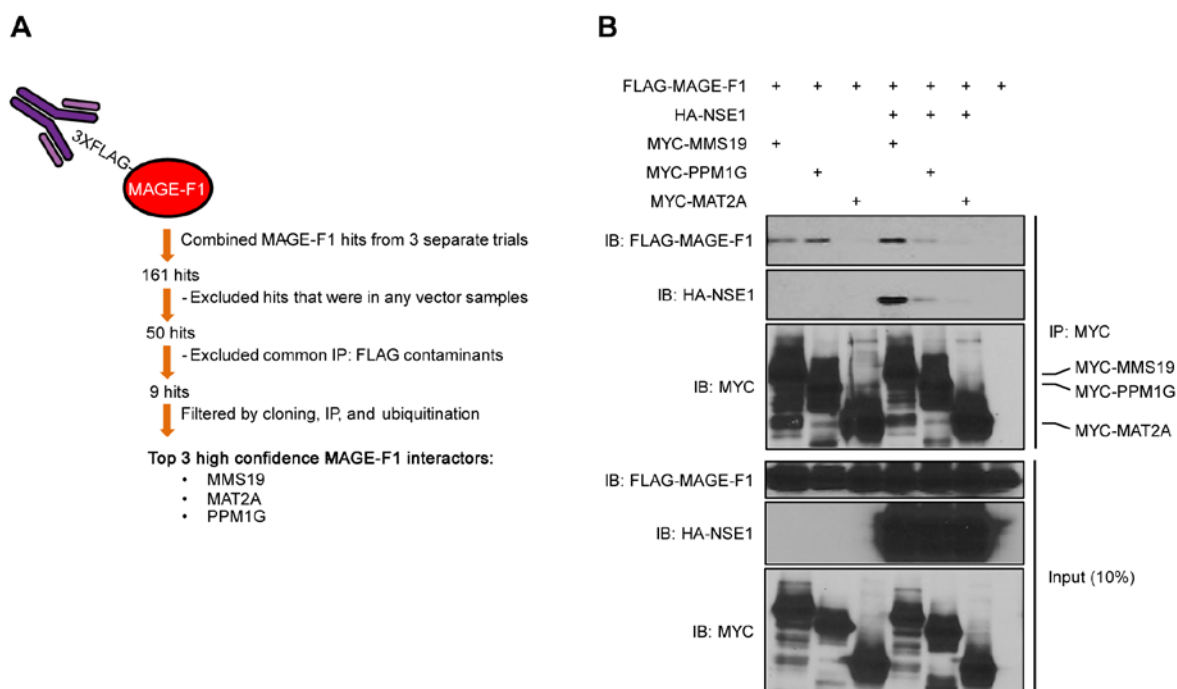 A
3XFLAG-
MAGE-F1
Combined MAGE-F1 hits from 3 separate trials
161 hits
- Excluded hits that were in any vector samples
50 hits
- Excluded common IP: FLAG contaminants
9 hits
Filtered by cloning, IP, and ubiquitination
Top 3 high confidence MAGE-F1 interactors:
• MMS19
• MAT2A
• PPM1G
B
FLAG-MAGE-F1 + + + + + + +
HA-NSE1 + + +
MYC-MMS19 + +
MYC-PPM1G + +
MYC-MAT2A + +
IB: FLAG-MAGE-F1
IB: HA-NSE1
IB: MYC
IP: MYC
MYC-MMS19
MYC-PPM1G
MYC-MAT2A
IB: FLAG-MAGE-F1
IB: HA-NSE1
IB: MYC
Input (10%)